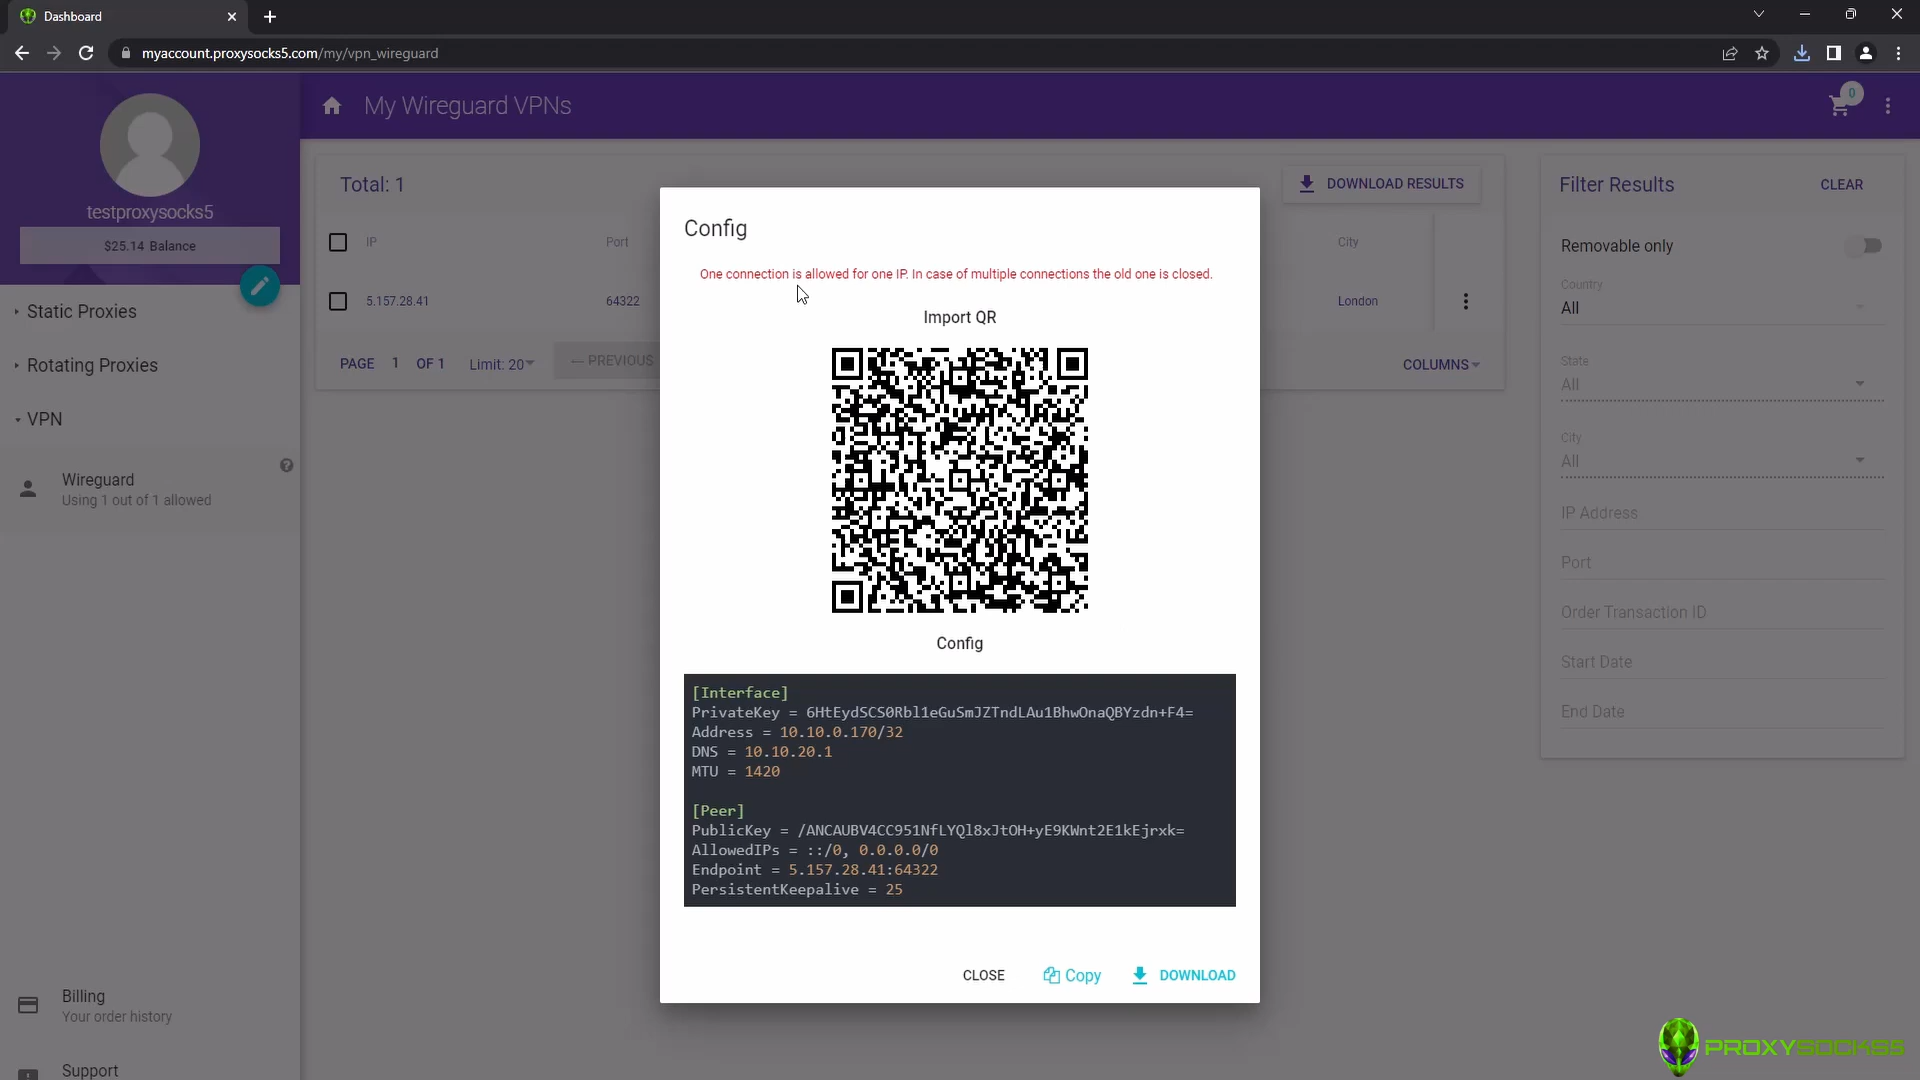 Dashboard
myaccount.proxysocks5.com/my/vpn_wireguard
My Wireguard VPNs
0
testproxysocks5
$25.14 Balance
Static Proxies
Rotating Proxies
VPN
Wireguard
Using 1 out of 1 allowed
Billing
Your order history
Support
Total: 1
DOWNLOAD RESULTS
IP
Port
City
5.157.28.41
64322
London
PAGE 1 OF 1 Limit: 20
PREVIOUS
COLUMNS
Config
One connection is allowed for one IP. In case of multiple connections the old one is closed.
Import QR
Config
[Interface]
PrivateKey = 6HtEydSCS0Rbl1eGuSmJZTndLAu1BhwOnaQBYzdn+F4=
Address = 10.10.0.170/32
DNS = 10.10.20.1
MTU = 1420
[Peer]
PublicKey = /ANCAUBV4CC951NfLYQl8xJtOH+yE9KWnt2E1kEjrxk=
AllowedIPs = ::/0, 0.0.0.0/0
Endpoint = 5.157.28.41:64322
PersistentKeepalive = 25
CLOSE
Copy
DOWNLOAD
Filter Results
CLEAR
Removable only
Country
All
State
All
City
All
IP Address
Port
Order Transaction ID
Start Date
End Date
PROXYSOCKS5